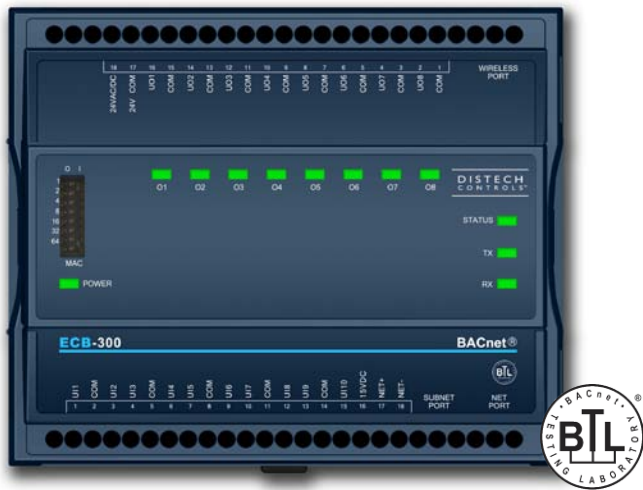 18 17 16 15 14 13 12 11 10 9 8 7 6 5 4 3 2 1
24VAC/DC 24V COM UO1 COM UO2 COM UO3 COM UO4 COM UO5 COM UO6 COM UO7 COM UO8 COM
WIRELESS
PORT
O I
1
2
4
8
16
32
64
MAC
POWER
O1 O2 O3 O4 O5 O6 O7 O8
DISTECH
CONTROLS
STATUS
TX
RX
ECB-300
BACnet®
BTL
UI1 COM UI2 UI3 COM UI4 UI5 COM UI6 UI7 COM UI8 UI9 COM UI10 15VDC NET+ NET-
1 2 3 4 5 6 7 8 9 10 11 12 13 14 15 16 17 18
SUBNET
PORT
NET
PORT
BACnet
TESTING LABORATORY
BTL
®